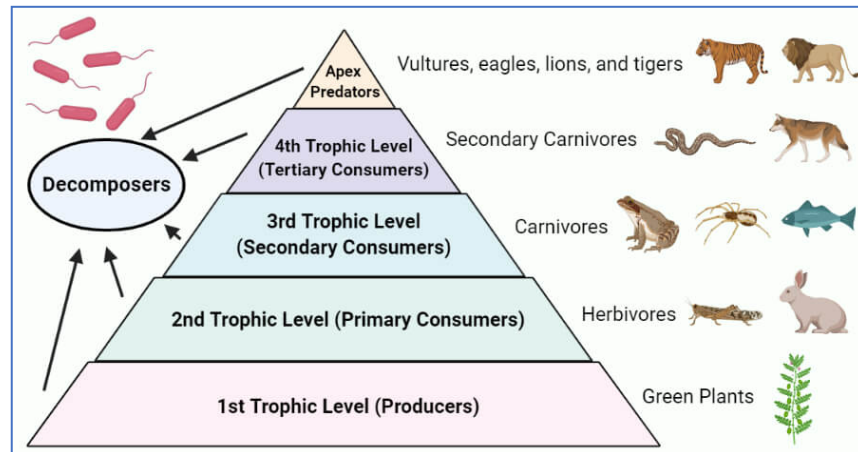 Apex
Predators
Vultures, eagles, lions, and tigers
4th Trophic Level
(Tertiary Consumers)
Secondary Carnivores
Decomposers
3rd Trophic Level
(Secondary Consumers)
Carnivores
2nd Trophic Level (Primary Consumers)
Herbivores
1st Trophic Level (Producers)
Green Plants